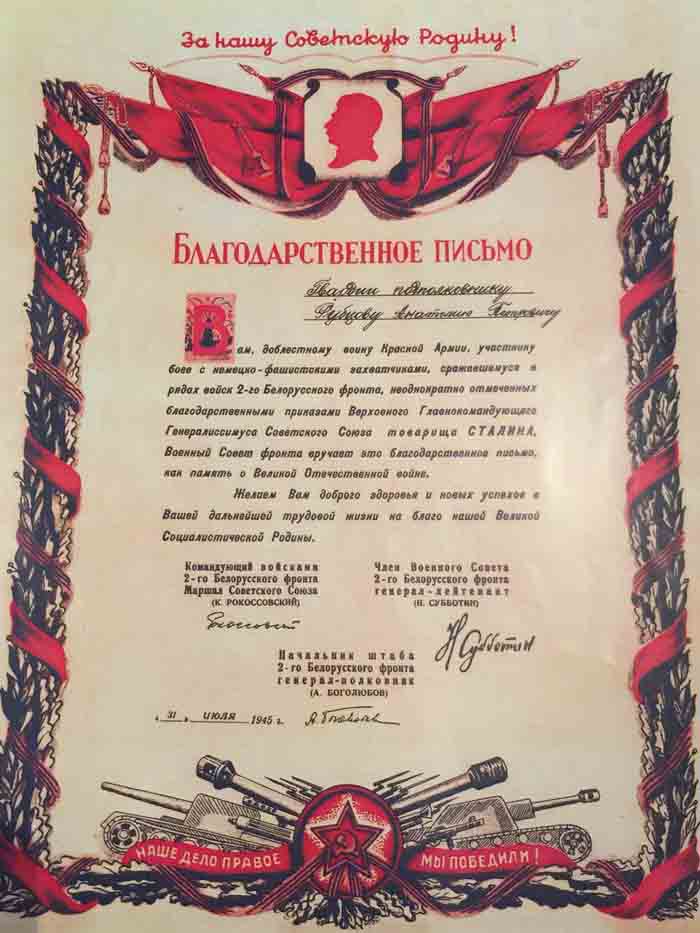 За нашу Советскую Родину!
БЛАГОДАРСТВЕННОЕ ПИСЬМО
Гвардии подполковнику
Рубцову Анатолию Петровичу
Вам, доблестному воину Красной Армии, участнику
боев с немецко-фашистскими захватчиками, сражавшемуся в
рядах войск 2-го Белорусского фронта, неоднократно отмеченных
благодарственными приказами Верховного Главнокомандующего
Генералиссимуса Советского Союза товарища СТАЛИНА,
Военный Совет фронта вручает это благодарственное письмо,
как память о Великой Отечественной войне.
Желаем Вам доброго здоровья и новых успехов в
Вашей дальнейшей трудовой жизни на благо нашей Великой
Социалистической Родины.
Командующий войсками
2-го Белорусского фронта
Маршал Советского Союза
(К. РОКОССОВСКИЙ)
Член Военного Совета
2-го Белорусского фронта
генерал-лейтенант
(Н. СУББОТИН)
Н Субботин
Начальник штаба
2-го Белорусского фронта
генерал-полковник
(А. БОГОЛЮБОВ)
„31" июля 1945 г.
НАШЕ ДЕЛО ПРАВОЕ
МЫ ПОБЕДИЛИ!